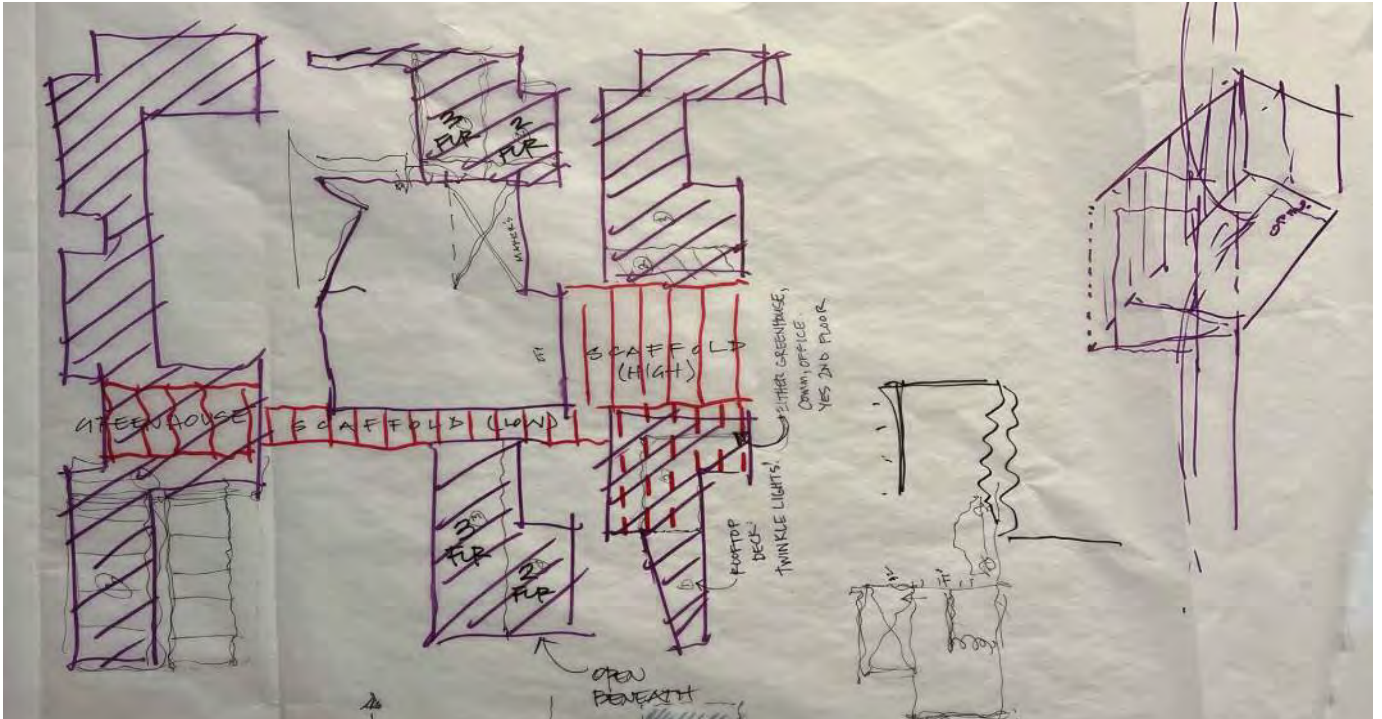 3
FLR
2
FLR
SCAFFOLD
(HIGH)
GREENHOUSE
SCAFFOLD (LOW)
EITHER GREENHOUSE,
COMM, OFFICE.
YES 2ND FLOOR
3
FLR
2
FLR
ROOFTOP
DECK.
TWINKLE LIGHTS!
OPEN
BENEATH